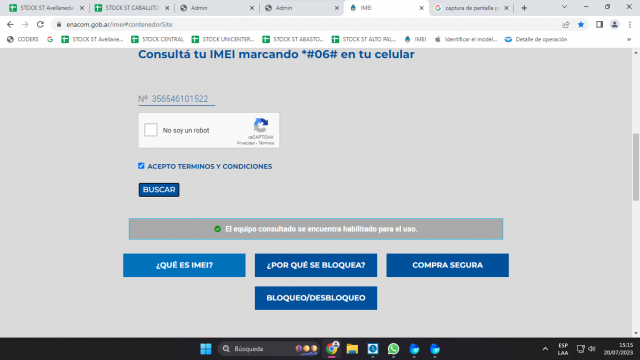 STOCK ST Avellaned
STOCK ST CABALLITO
Admin
Admin
IMEI
captura de pantalla p
enacom.gob.ar/imei#contenedorSite
CODERS
STOCK ST Avellane...
STOCK CENTRAL
STOCK UNICENTER...
STOCK ST ABASTO...
STOCK ST ALTO PAL...
IMEI
Identificar el model...
Detalle de operación
Consultá tu IMEI marcando *#06# en tu celular
Nº 356546101522
No soy un robot
reCAPTCHA
Privacidad - Términos
ACEPTO TERMINOS Y CONDICIONES
BUSCAR
El equipo consultado se encuentra habilitado para el uso.
¿QUÉ ES IMEI?
¿POR QUÉ SE BLOQUEA?
COMPRA SEGURA
BLOQUEO/DESBLOQUEO
Búsqueda
ESP
LAA
15:15
20/07/2023